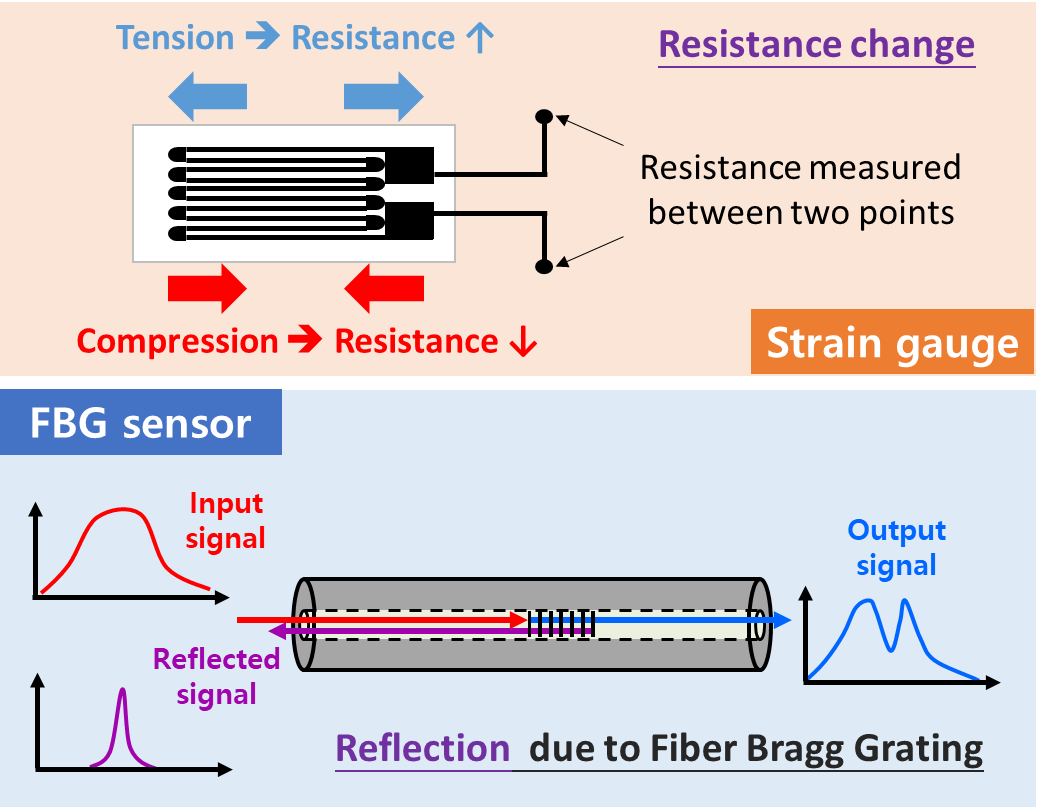 Tension ➔ Resistance ↑
Resistance change
Resistance measured
between two points
Compression ➔ Resistance ↓
Strain gauge
FBG sensor
Input
signal
Output
signal
Reflected
signal
Reflection due to Fiber Bragg Grating